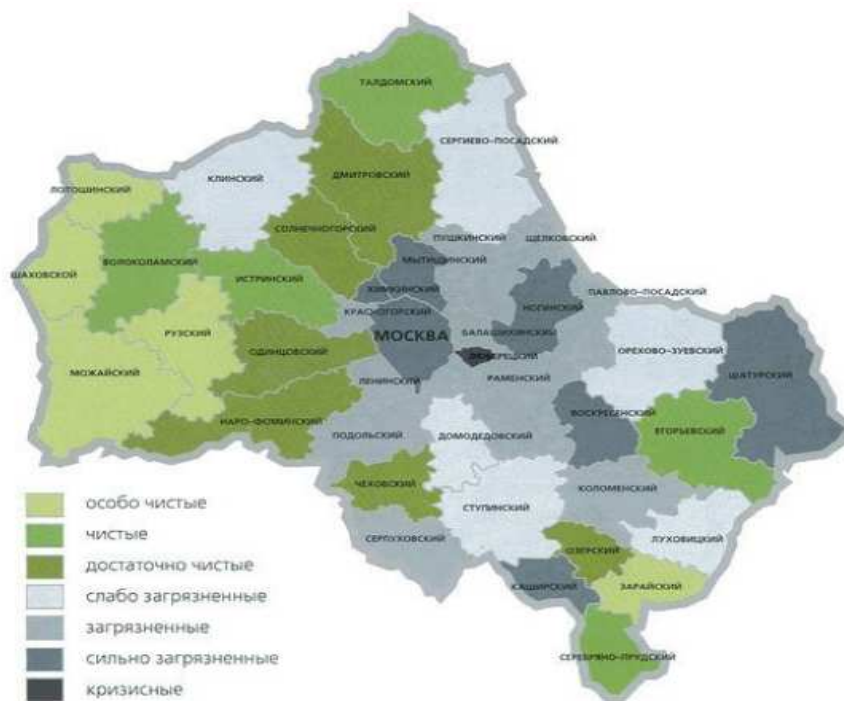 ТАЛДОМСКИЙ
СЕРГИЕВО-ПОСАДСКИЙ
КЛИНСКИЙ
ДМИТРОВСКИЙ
ЛОТОШИНСКИЙ
СОЛНЕЧНОГОРСКИЙ
ПУШКИНСКИЙ
ЩЕЛКОВСКИЙ
ВОЛОКОЛАМСКИЙ
МЫТИЩИНСКИЙ
ШАХОВСКОЙ
ИСТРИНСКИЙ
ХИМКИНСКИЙ
ПАВЛОВО-ПОСАДСКИЙ
НОГИНСКИЙ
КРАСНОГОРСКИЙ
РУЗСКИЙ
МОСКВА
БАЛАШИХИНСКИЙ
ОДИНЦОВСКИЙ
ЛЮБЕРЕЦКИЙ
ОРЕХОВО-ЗУЕВСКИЙ
МОЖАЙСКИЙ
ЛЕНИНСКИЙ
РАМЕНСКИЙ
ШАТУРСКИЙ
ВОСКРЕСЕНСКИЙ
НАРО-ФОМИНСКИЙ
ЕГОРЬЕВСКИЙ
ПОДОЛЬСКИЙ
ДОМОДЕДОВСКИЙ
ЧЕХОВСКИЙ
КОЛОМЕНСКИЙ
СТУПИНСКИЙ
СЕРПУХОВСКИЙ
ЛУХОВИЦКИЙ
ОЗЕРСКИЙ
КАШИРСКИЙ
ЗАРАЙСКИЙ
СЕРЕБРЯНО-ПРУДСКИЙ
особо чистые
чистые
достаточно чистые
слабо загрязненные
загрязненные
сильно загрязненные
кризисные